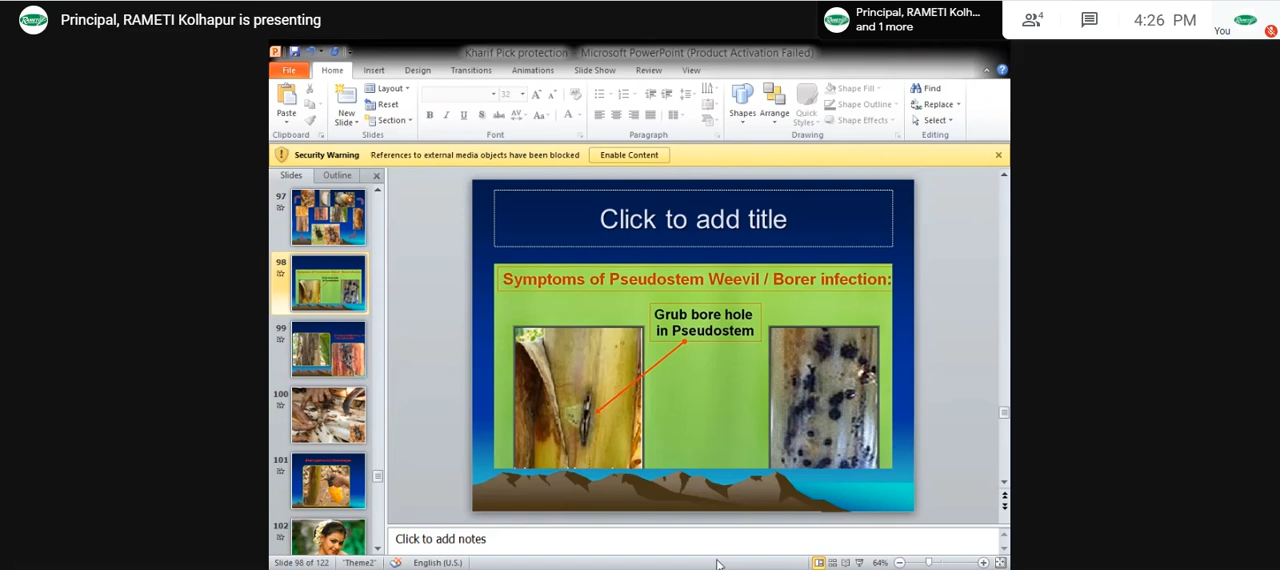 Principal, RAMETI Kolhapur is presenting
Principal, RAMETI Kolh...
and 1 more
4
4:26 PM
You
Kharif Pick protection – Microsoft PowerPoint (Product Activation Failed)
File Home Insert Design Transitions Animations Slide Show Review View
Paste
Clipboard
New
Slide
Layout
Reset
Section
Slides
32
B I U S abc AV Aa A
Font
Paragraph
Shapes
Arrange
Quick
Styles
Shape Fill
Shape Outline
Shape Effects
Drawing
Find
Replace
Select
Editing
Security Warning References to external media objects have been blocked Enable Content
Slides Outline
97
98
99
100
101
102
Click to add title
Symptoms of Pseudostem Weevil / Borer infection:
Grub bore hole
in Pseudostem
Click to add notes
Slide 98 of 122 "Theme2" English (U.S.) 64%